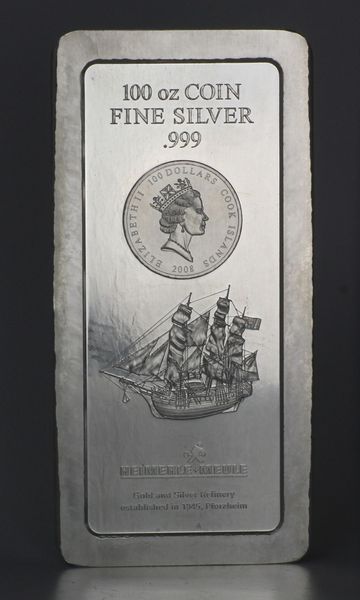 100 oz COIN
FINE SILVER
.999
ELIZABETH II 100 DOLLARS COOK ISLANDS
2008
HEIMERLE+MEULE
Gold and Silver Refinery
established in 1845, Pforzheim